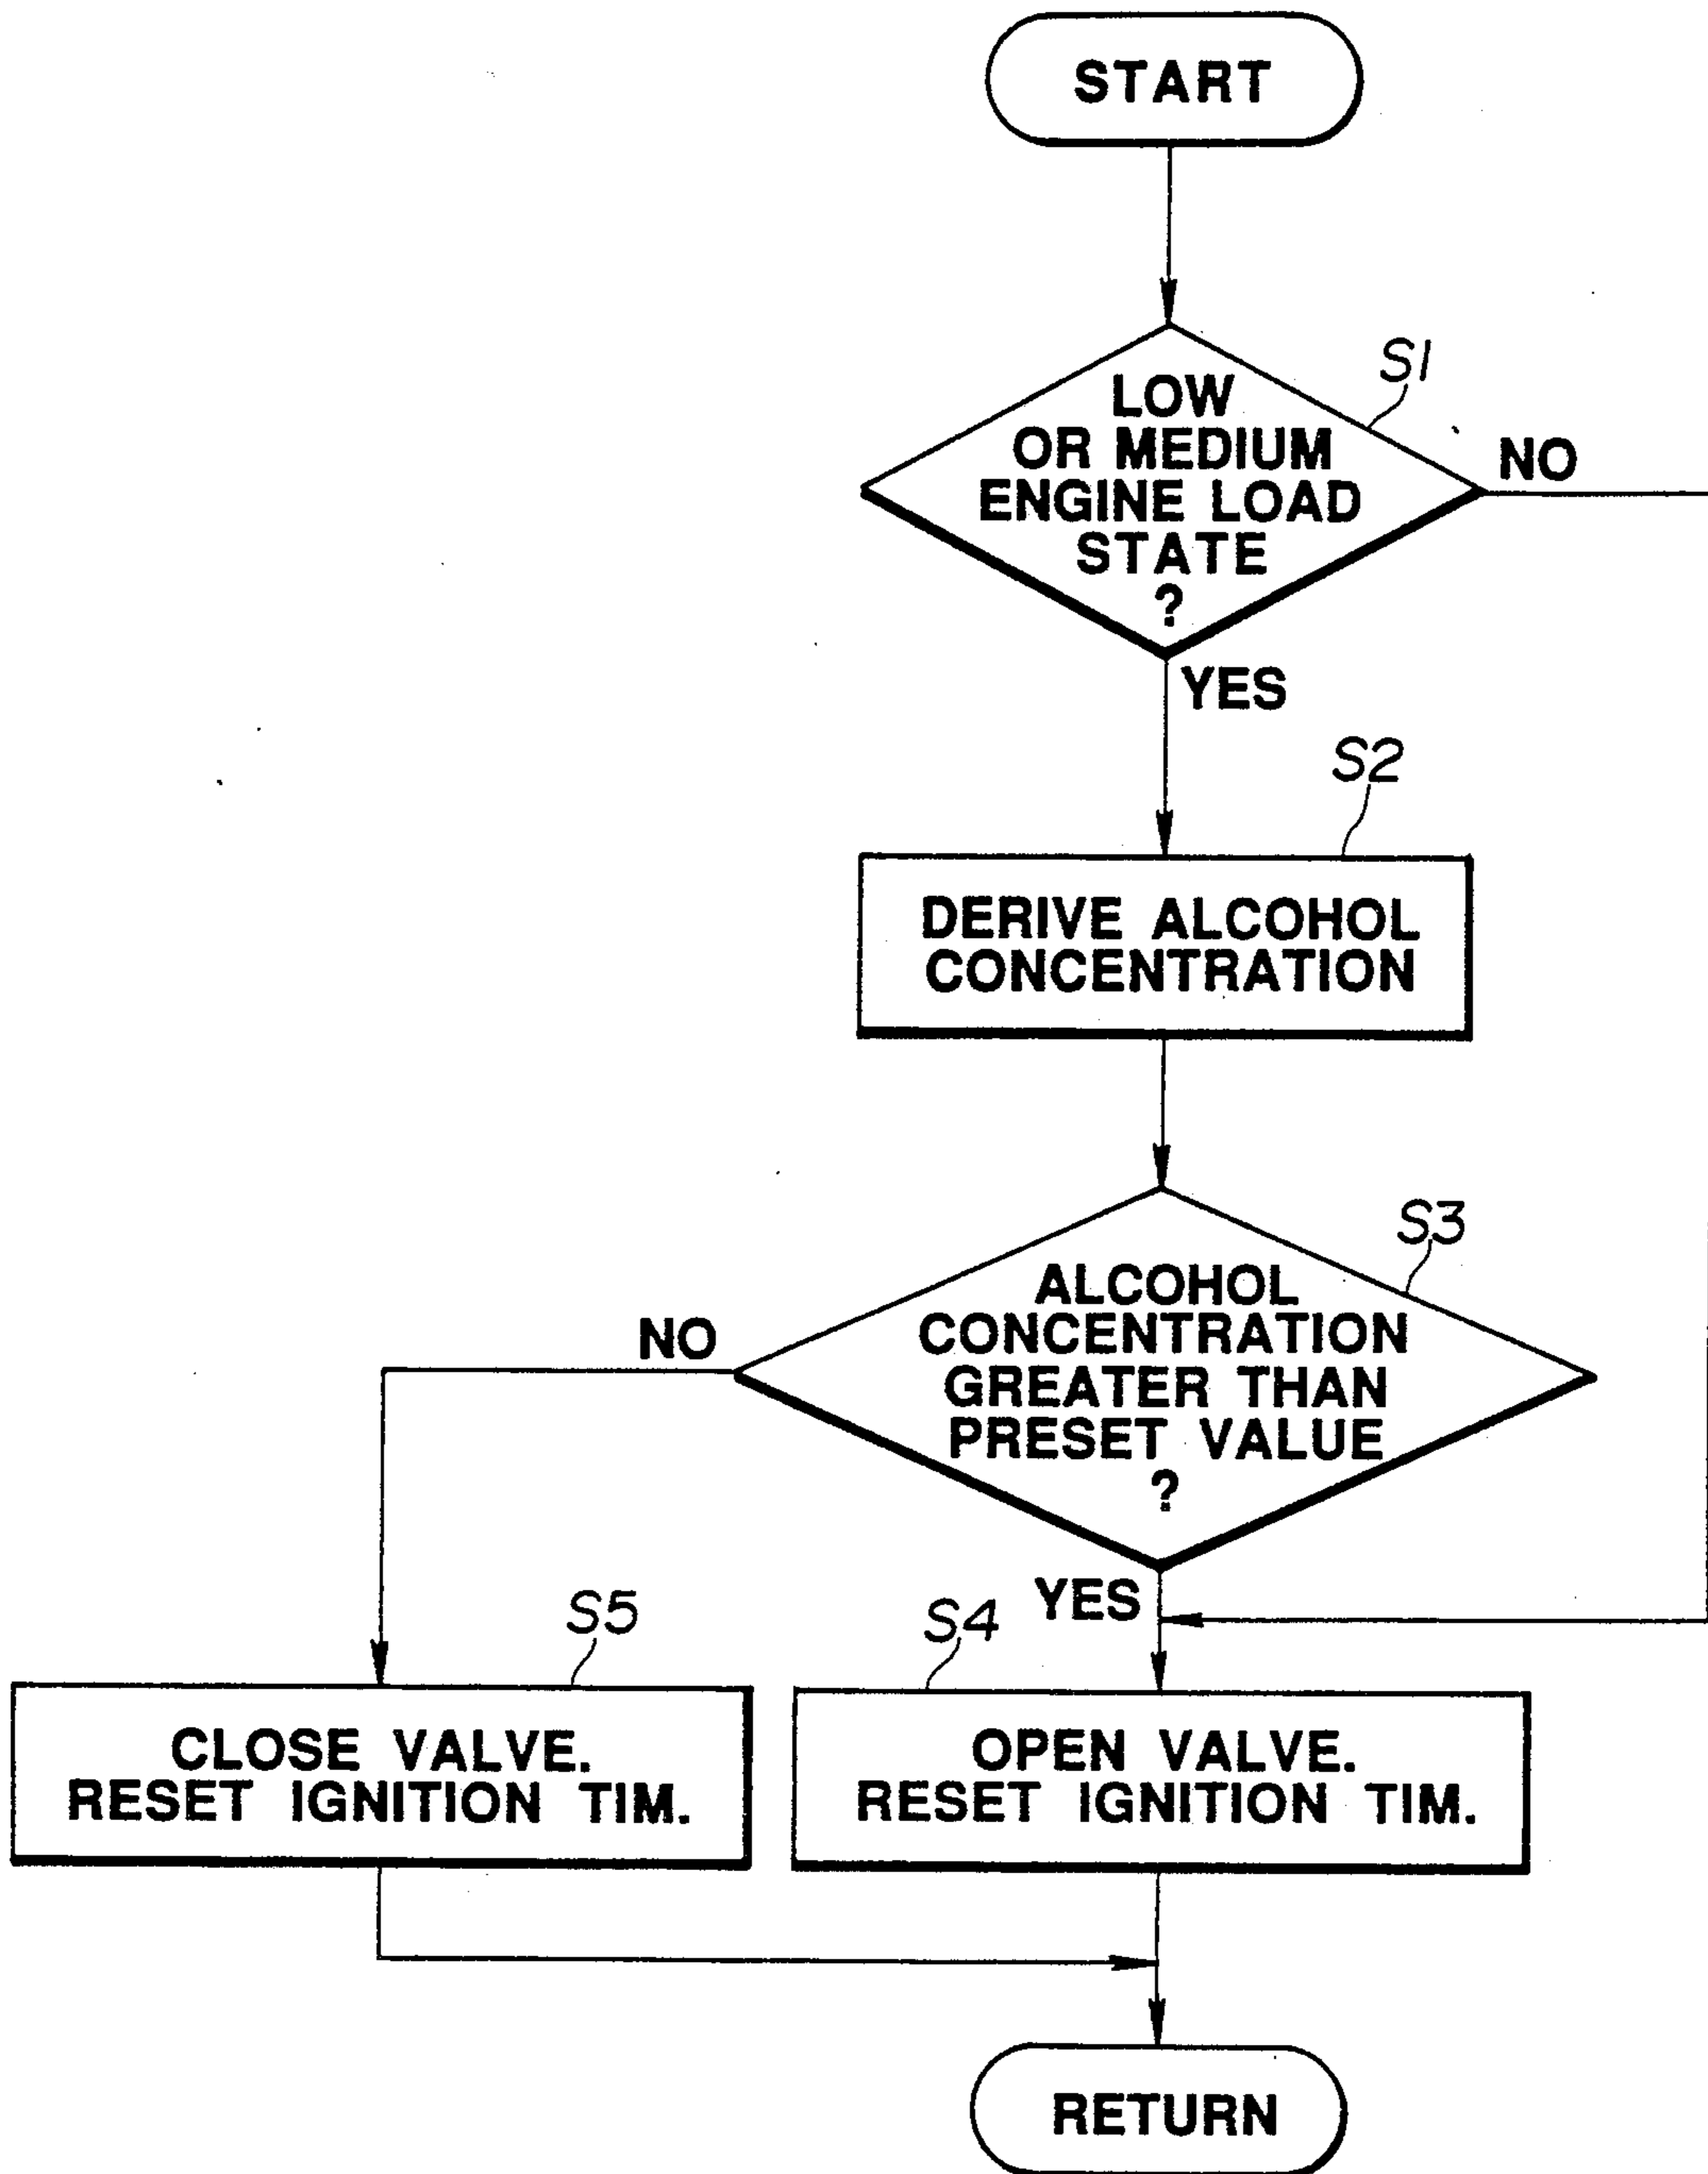 START
S1
LOW
OR MEDIUM
ENGINE LOAD
STATE
?
NO
YES
S2
DERIVE ALCOHOL
CONCENTRATION
S3
ALCOHOL
CONCENTRATION
GREATER THAN
PRESET VALUE
?
NO
YES
S5
CLOSE VALVE.
RESET IGNITION TIM.
S4
OPEN VALVE.
RESET IGNITION TIM.
RETURN